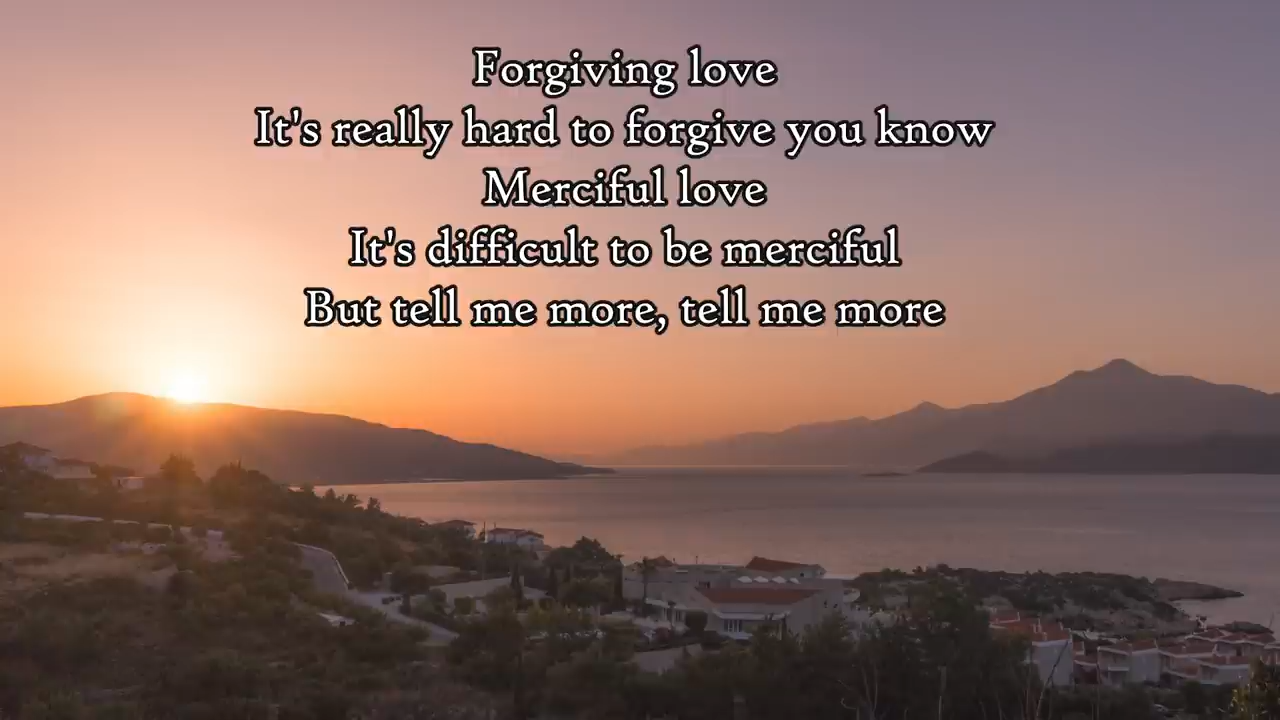 Forgiving love
It's really hard to forgive you know
Merciful love
It's difficult to be merciful
But tell me more, tell me more